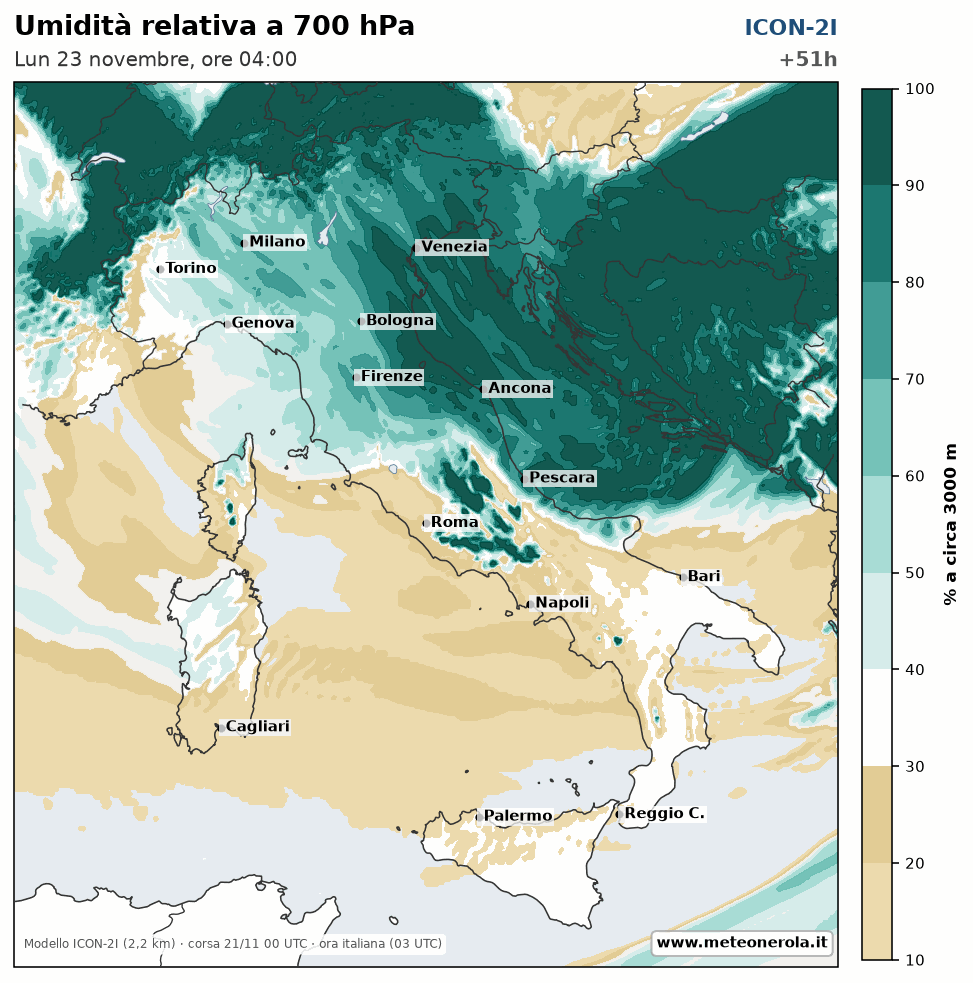 Umidità relativa a 700 hPa
ICON-2I
Lun 23 novembre, ore 04:00
+51h
100
90
80
70
60
50
40
30
20
10
% a circa 3000 m
Milano
Venezia
Torino
Genova
Bologna
Firenze
Ancona
Pescara
Roma
Bari
Napoli
Cagliari
Palermo
Reggio C.
Modello ICON-2I (2,2 km) · corsa 21/11 00 UTC · ora italiana (03 UTC)
www.meteonerola.it